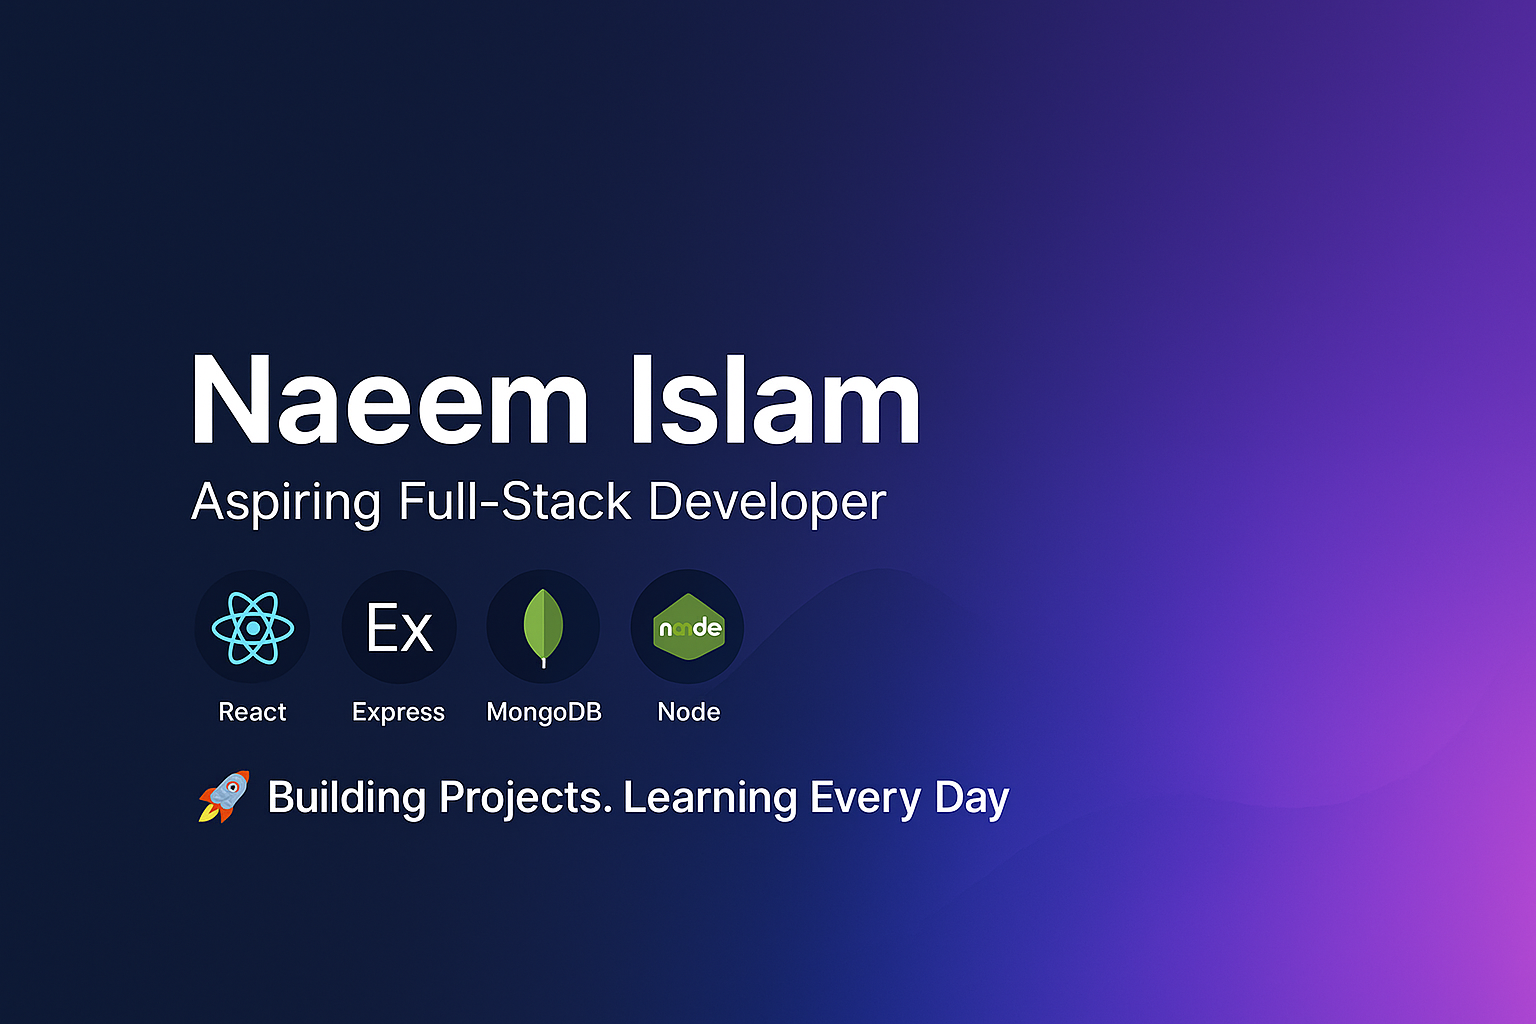 Naeem Islam
Aspiring Full-Stack Developer
Ex
React Express MongoDB Node
Building Projects. Learning Every Day